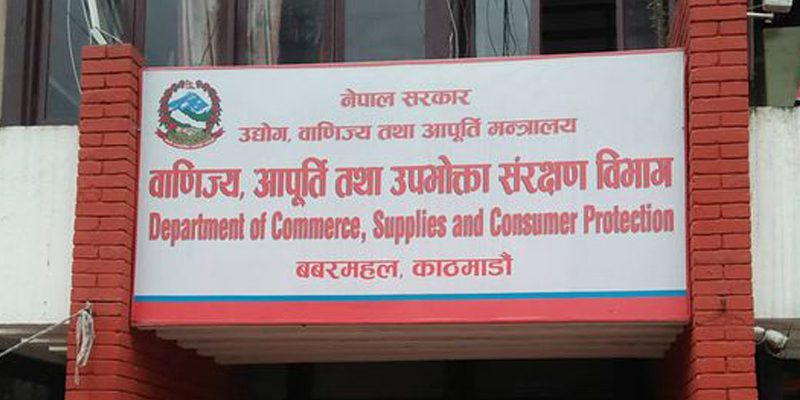 नेपाल सरकार
उद्योग, वाणिज्य तथा आपूर्ति मन्त्रालय
वाणिज्य, आपूर्ति तथा उपभोक्ता संरक्षण विभाग
Department of Commerce, Supplies and Consumer Protection
बबरमहल, काठमाडौं